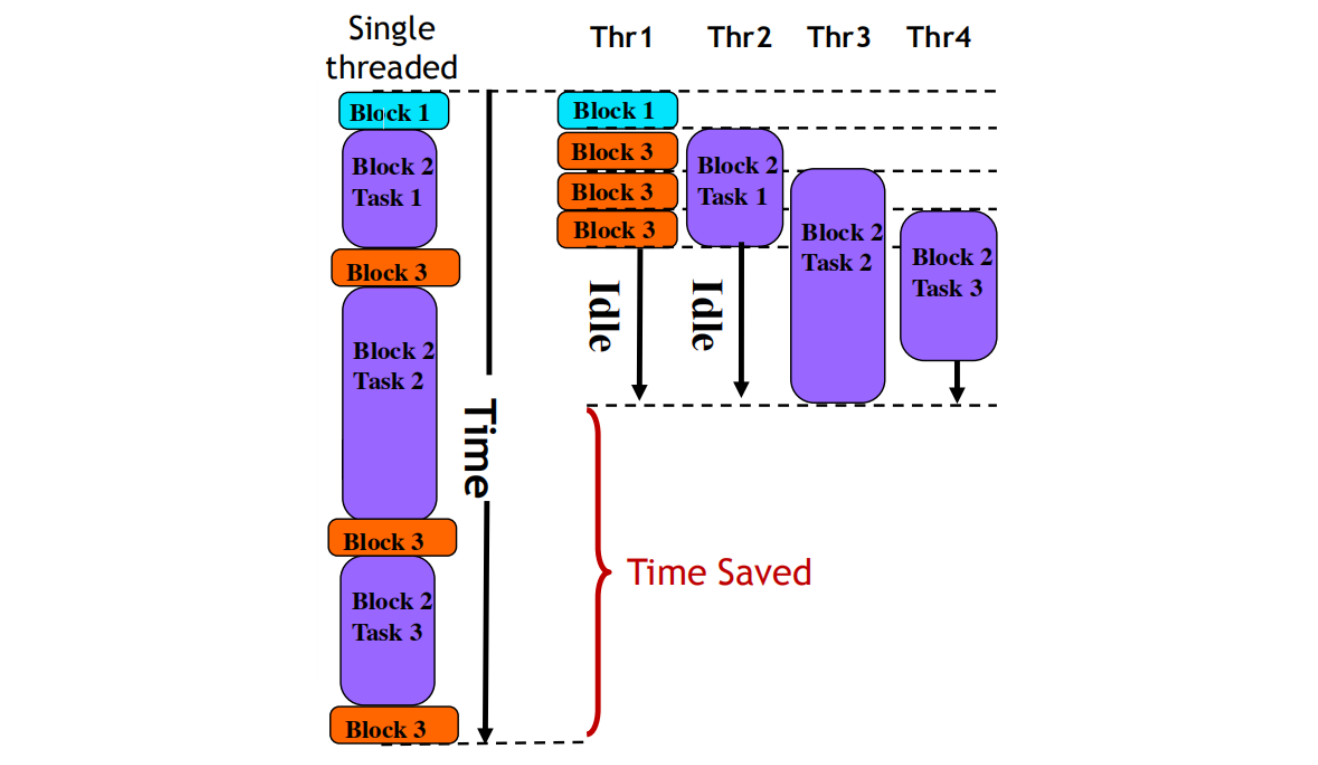 Single
threaded
Thr1
Thr2
Thr3
Thr4
Block 1
Block 2
Task 1
Block 3
Block 2
Task 2
Block 3
Block 2
Task 3
Block 3
Time
Block 1
Block 3
Block 3
Block 3
Idle
Block 2
Task 1
Idle
Block 2
Task 2
Block 2
Task 3
Time Saved